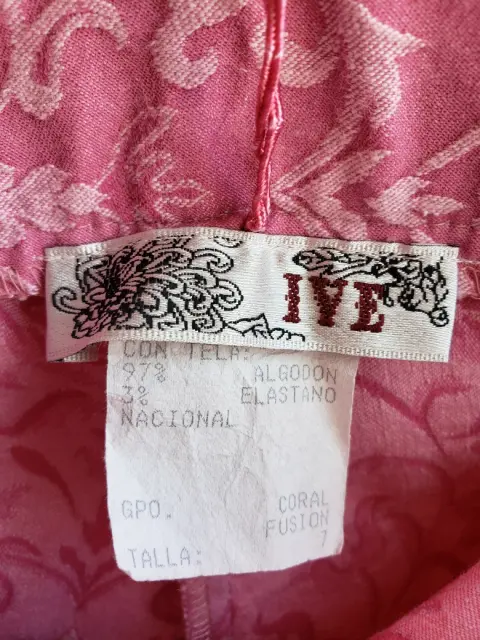 IVE
CON TELA:
97% ALGODON
3% ELASTANO
NACIONAL
GPO. CORAL
FUSION
TALLA: 7